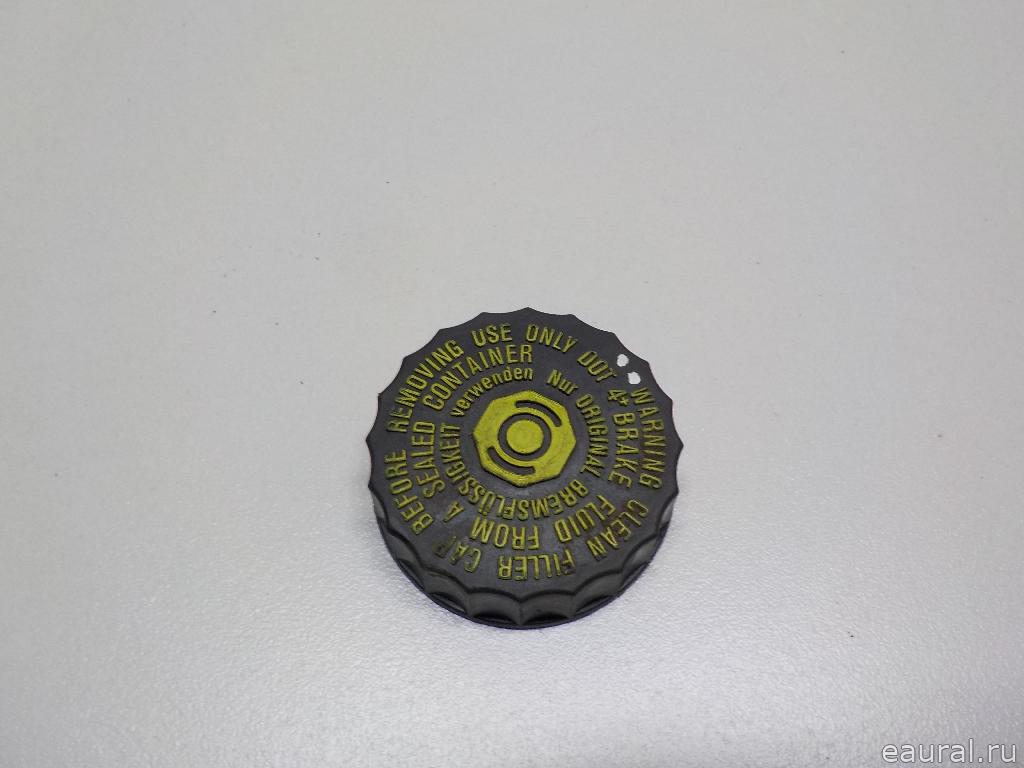 WARNING CLEAN FILLER CAP BEFORE REMOVING USE ONLY DOT
4+ BRAKE FLUID FROM A SEALED CONTAINER
Nur ORIGINAL BREMSFLÜSSIGKEIT verwenden
eaural.ru